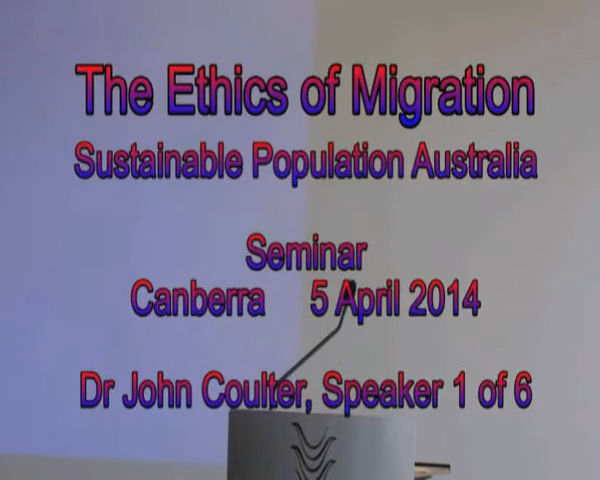 The Ethics of Migration
Sustainable Population Australia
Seminar
Canberra 5 April 2014
Dr John Coulter, Speaker 1 of 6